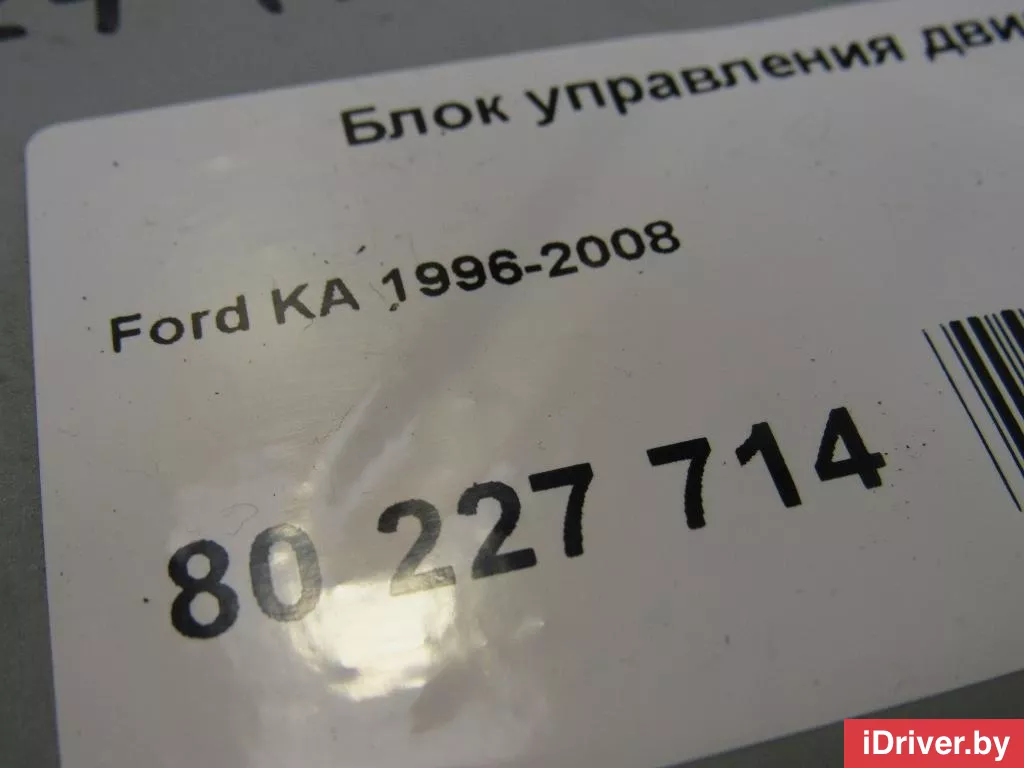 Блок управления дви
Ford KA 1996-2008
80 227 714
iDriver.by